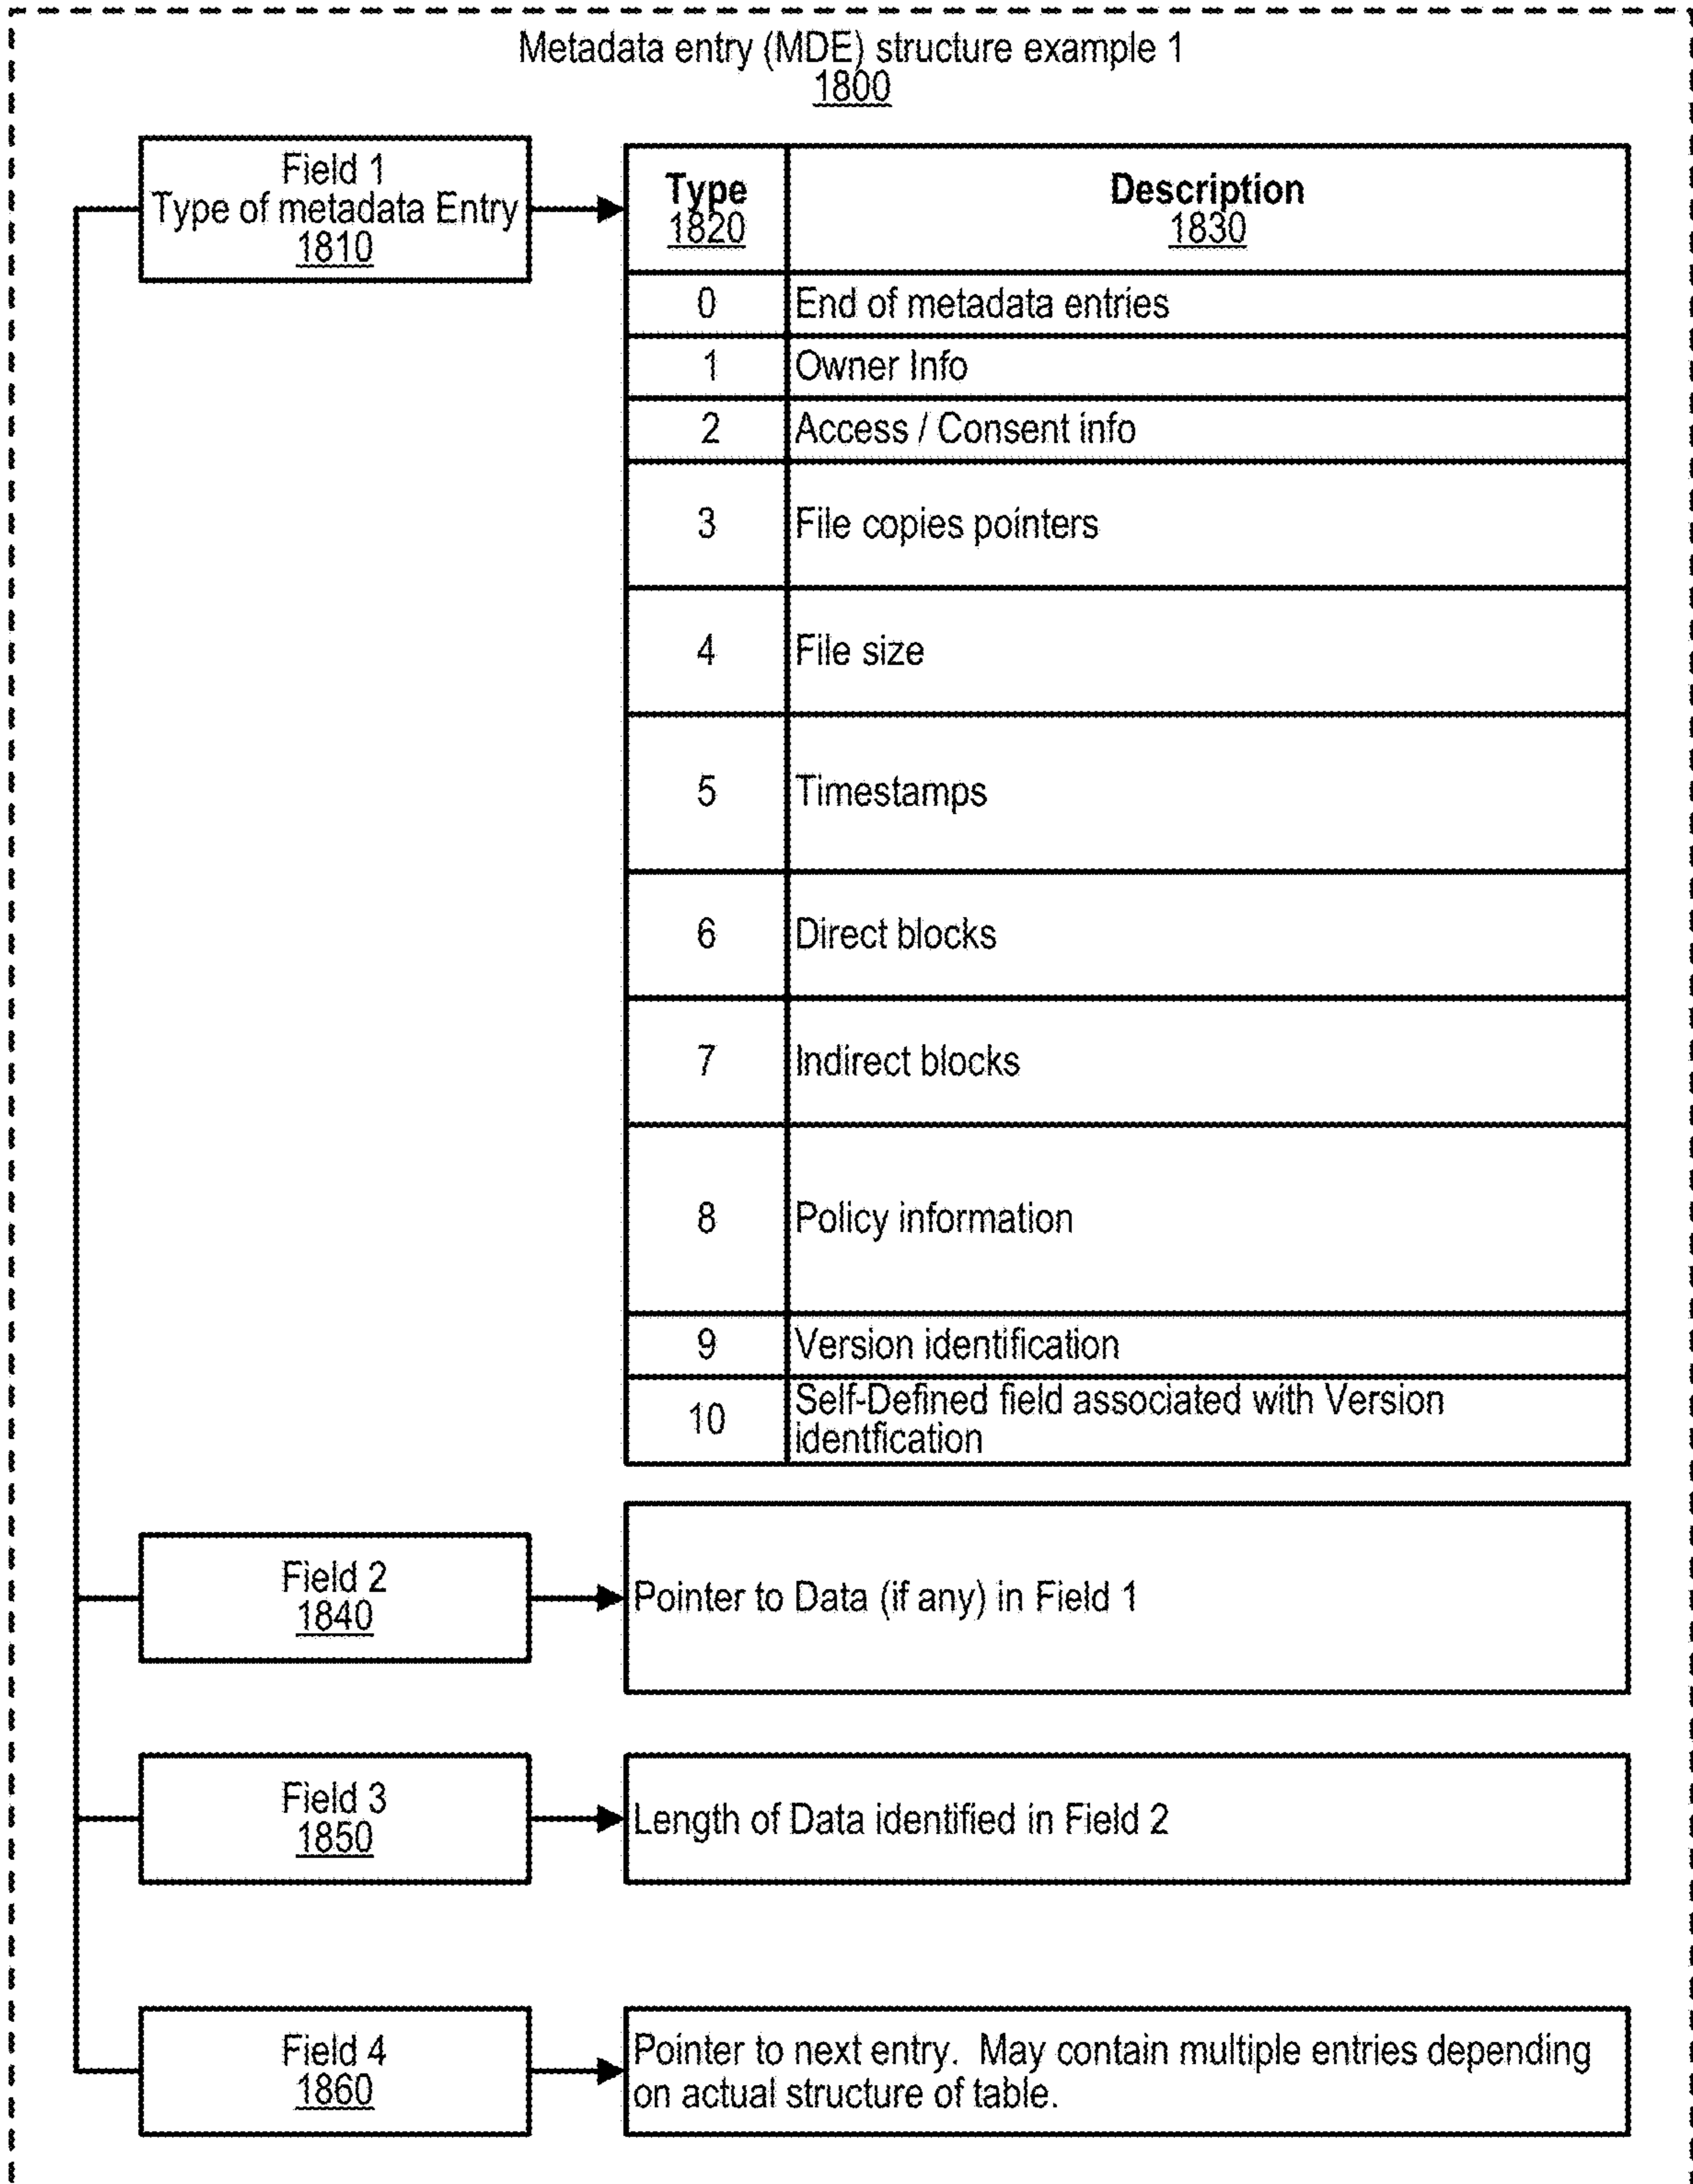 Metadata entry (MDE) structure example 1
1800
Field 1
Type of metadata Entry
1810
Type
1820
Description
1830
0
End of metadata entries
1
Owner Info
2
Access / Consent info
3
File copies pointers
4
File size
5
Timestamps
6
Direct blocks
7
Indirect blocks
8
Policy information
9
Version identification
10
Self-Defined field associated with Version
identfication
Field 2
1840
Pointer to Data (if any) in Field 1
Field 3
1850
Length of Data identified in Field 2
Field 4
1860
Pointer to next entry.  May contain multiple entries depending
on actual structure of table.